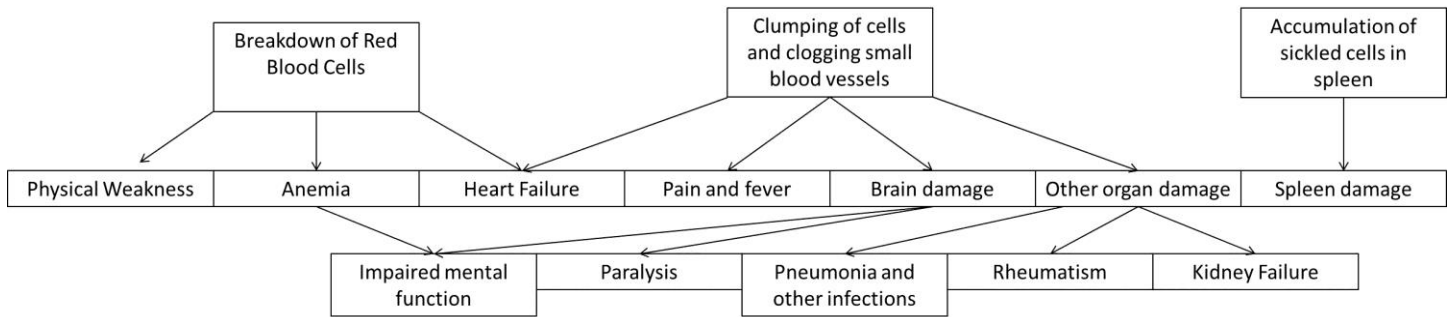 Breakdown of Red
Blood Cells
Clumping of cells
and clogging small
blood vessels
Accumulation of
sickled cells in
spleen
Physical Weakness
Anemia
Heart Failure
Pain and fever
Brain damage
Other organ damage
Spleen damage
Impaired mental
function
Paralysis
Pneumonia and
other infections
Rheumatism
Kidney Failure